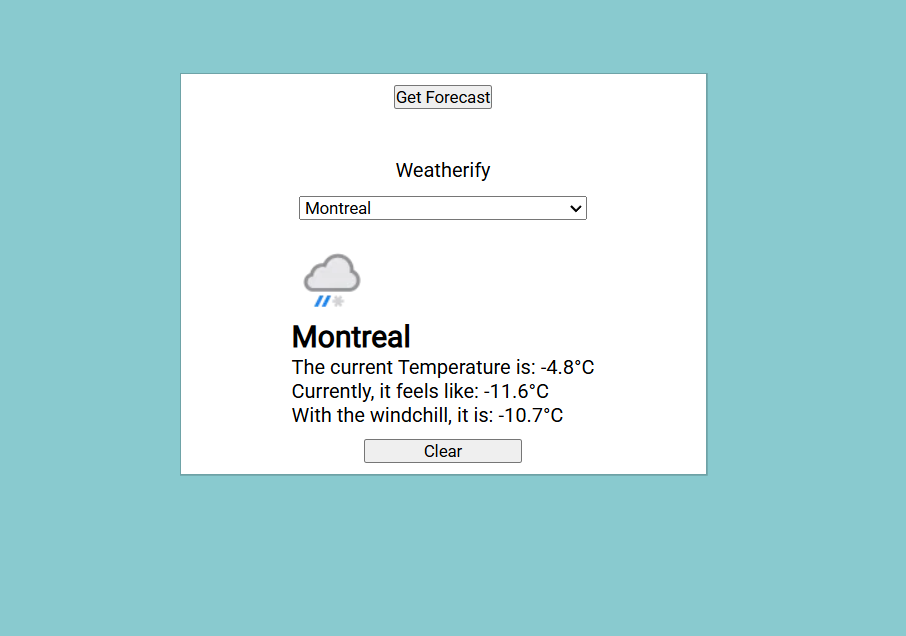 Get Forecast
Weatherify
Montreal
Montreal
The current Temperature is: -4.8°C
Currently, it feels like: -11.6°C
With the windchill, it is: -10.7°C
Clear